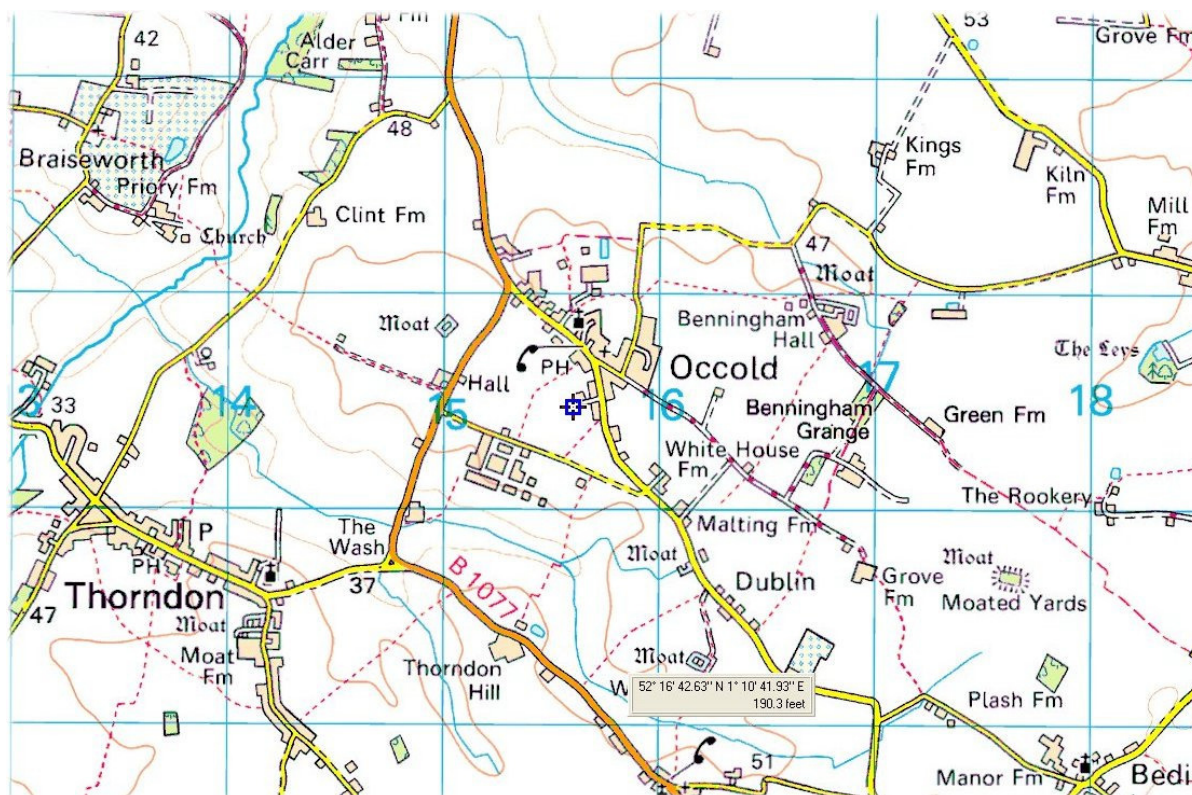 42
Fm
Alder
Carr
53
Grove Fm
48
Braiseworth
Priory Fm
Church
Clint Fm
Kings
Fm
Kiln
Fm
Mill
Fm
47
Moat
Benningham
Hall
Moat
PH
Occold
The Leys
Hall
33
14
15
16
17
18
Benningham
Grange
Green Fm
White House
Fm
The Rookery
Malting Fm
P
The
Wash
PH
37
B 1077
Moat
Dublin
Grove
Fm
Moat
Moated Yards
Thorndon
47
Moat
Moat
Fm
Thorndon
Hill
Moat
W
52° 16' 42.63" N 1° 10' 41.93" E
190.3 feet
Plash Fm
51
Manor Fm
Bedi